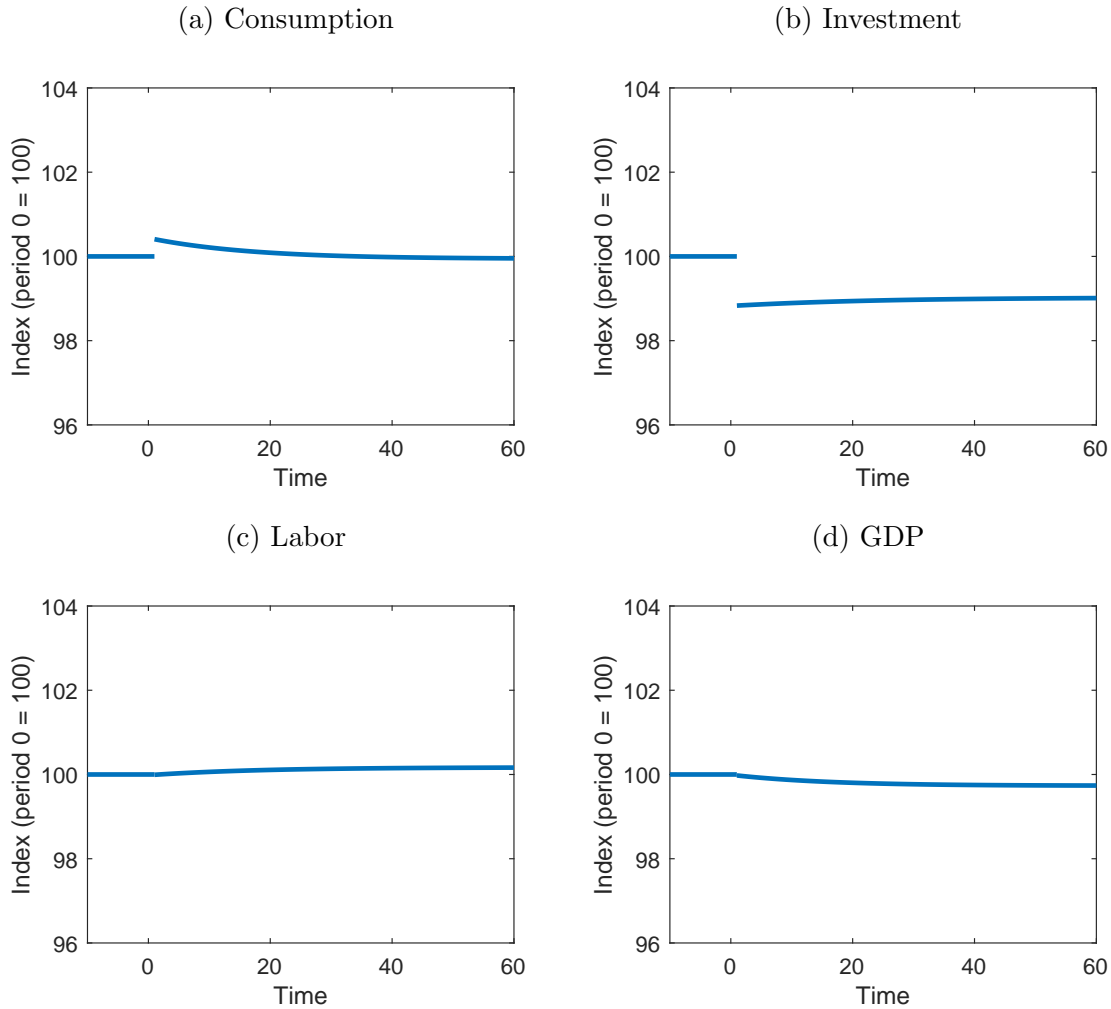 (a) Consumption
104
102
100
98
96
Index (period 0 = 100)
0 20 40 60
Time
(b) Investment
104
102
100
98
96
Index (period 0 = 100)
0 20 40 60
Time
(c) Labor
104
102
100
98
96
Index (period 0 = 100)
0 20 40 60
Time
(d) GDP
104
102
100
98
96
Index (period 0 = 100)
0 20 40 60
Time